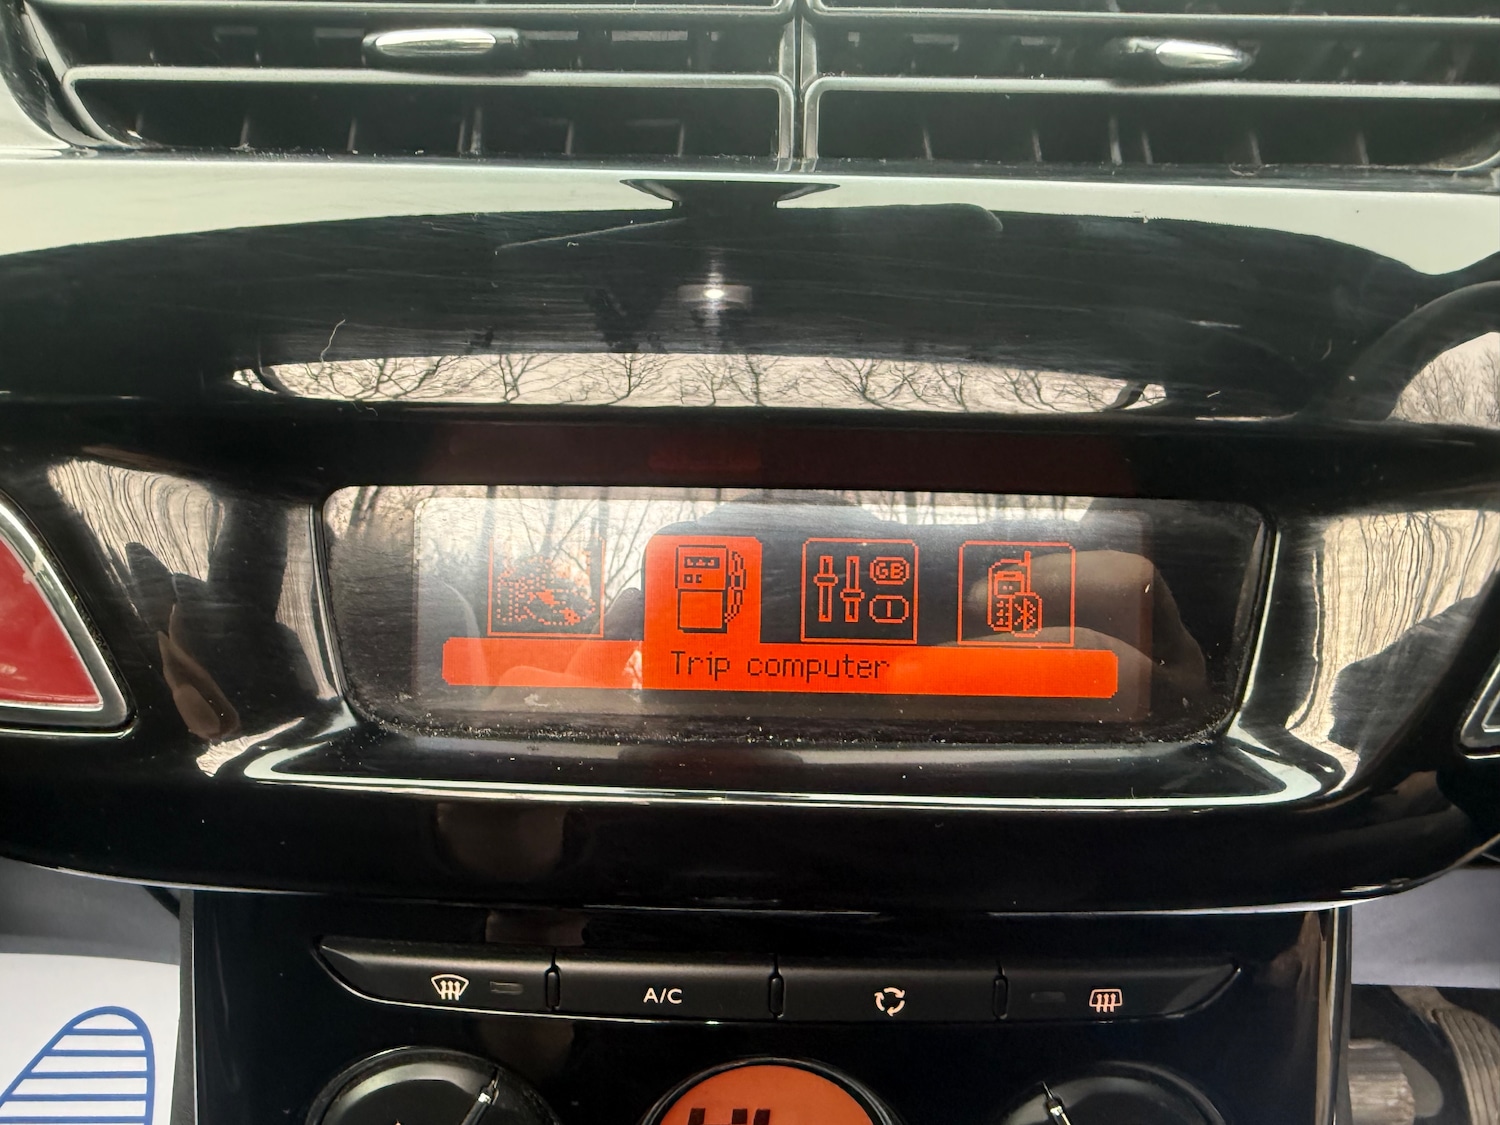 GB
Trip computer
A/C